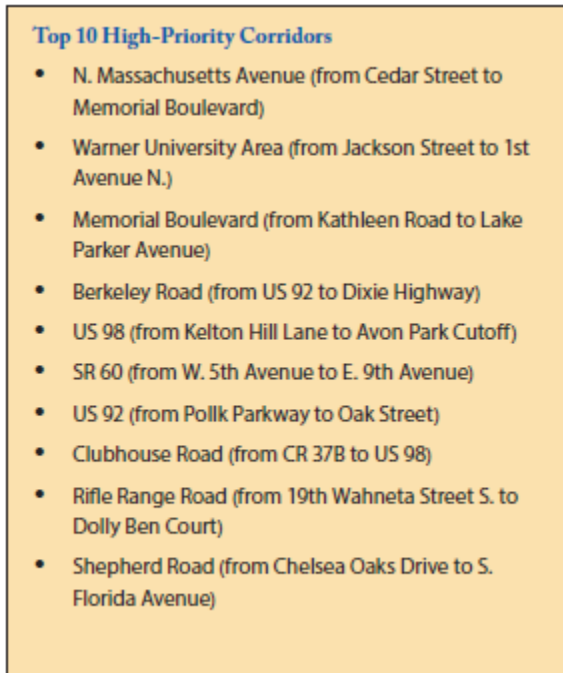 Top 10 High-Priority Corridors
• N. Massachusetts Avenue (from Cedar Street to
Memorial Boulevard)
• Warner University Area (from Jackson Street to 1st
Avenue N.)
• Memorial Boulevard (from Kathleen Road to Lake
Parker Avenue)
• Berkeley Road (from US 92 to Dixie Highway)
• US 98 (from Kelton Hill Lane to Avon Park Cutoff)
• SR 60 (from W. 5th Avenue to E. 9th Avenue)
• US 92 (from Pollk Parkway to Oak Street)
• Clubhouse Road (from CR 37B to US 98)
• Rifle Range Road (from 19th Wahneta Street S. to
Dolly Ben Court)
• Shepherd Road (from Chelsea Oaks Drive to S.
Florida Avenue)